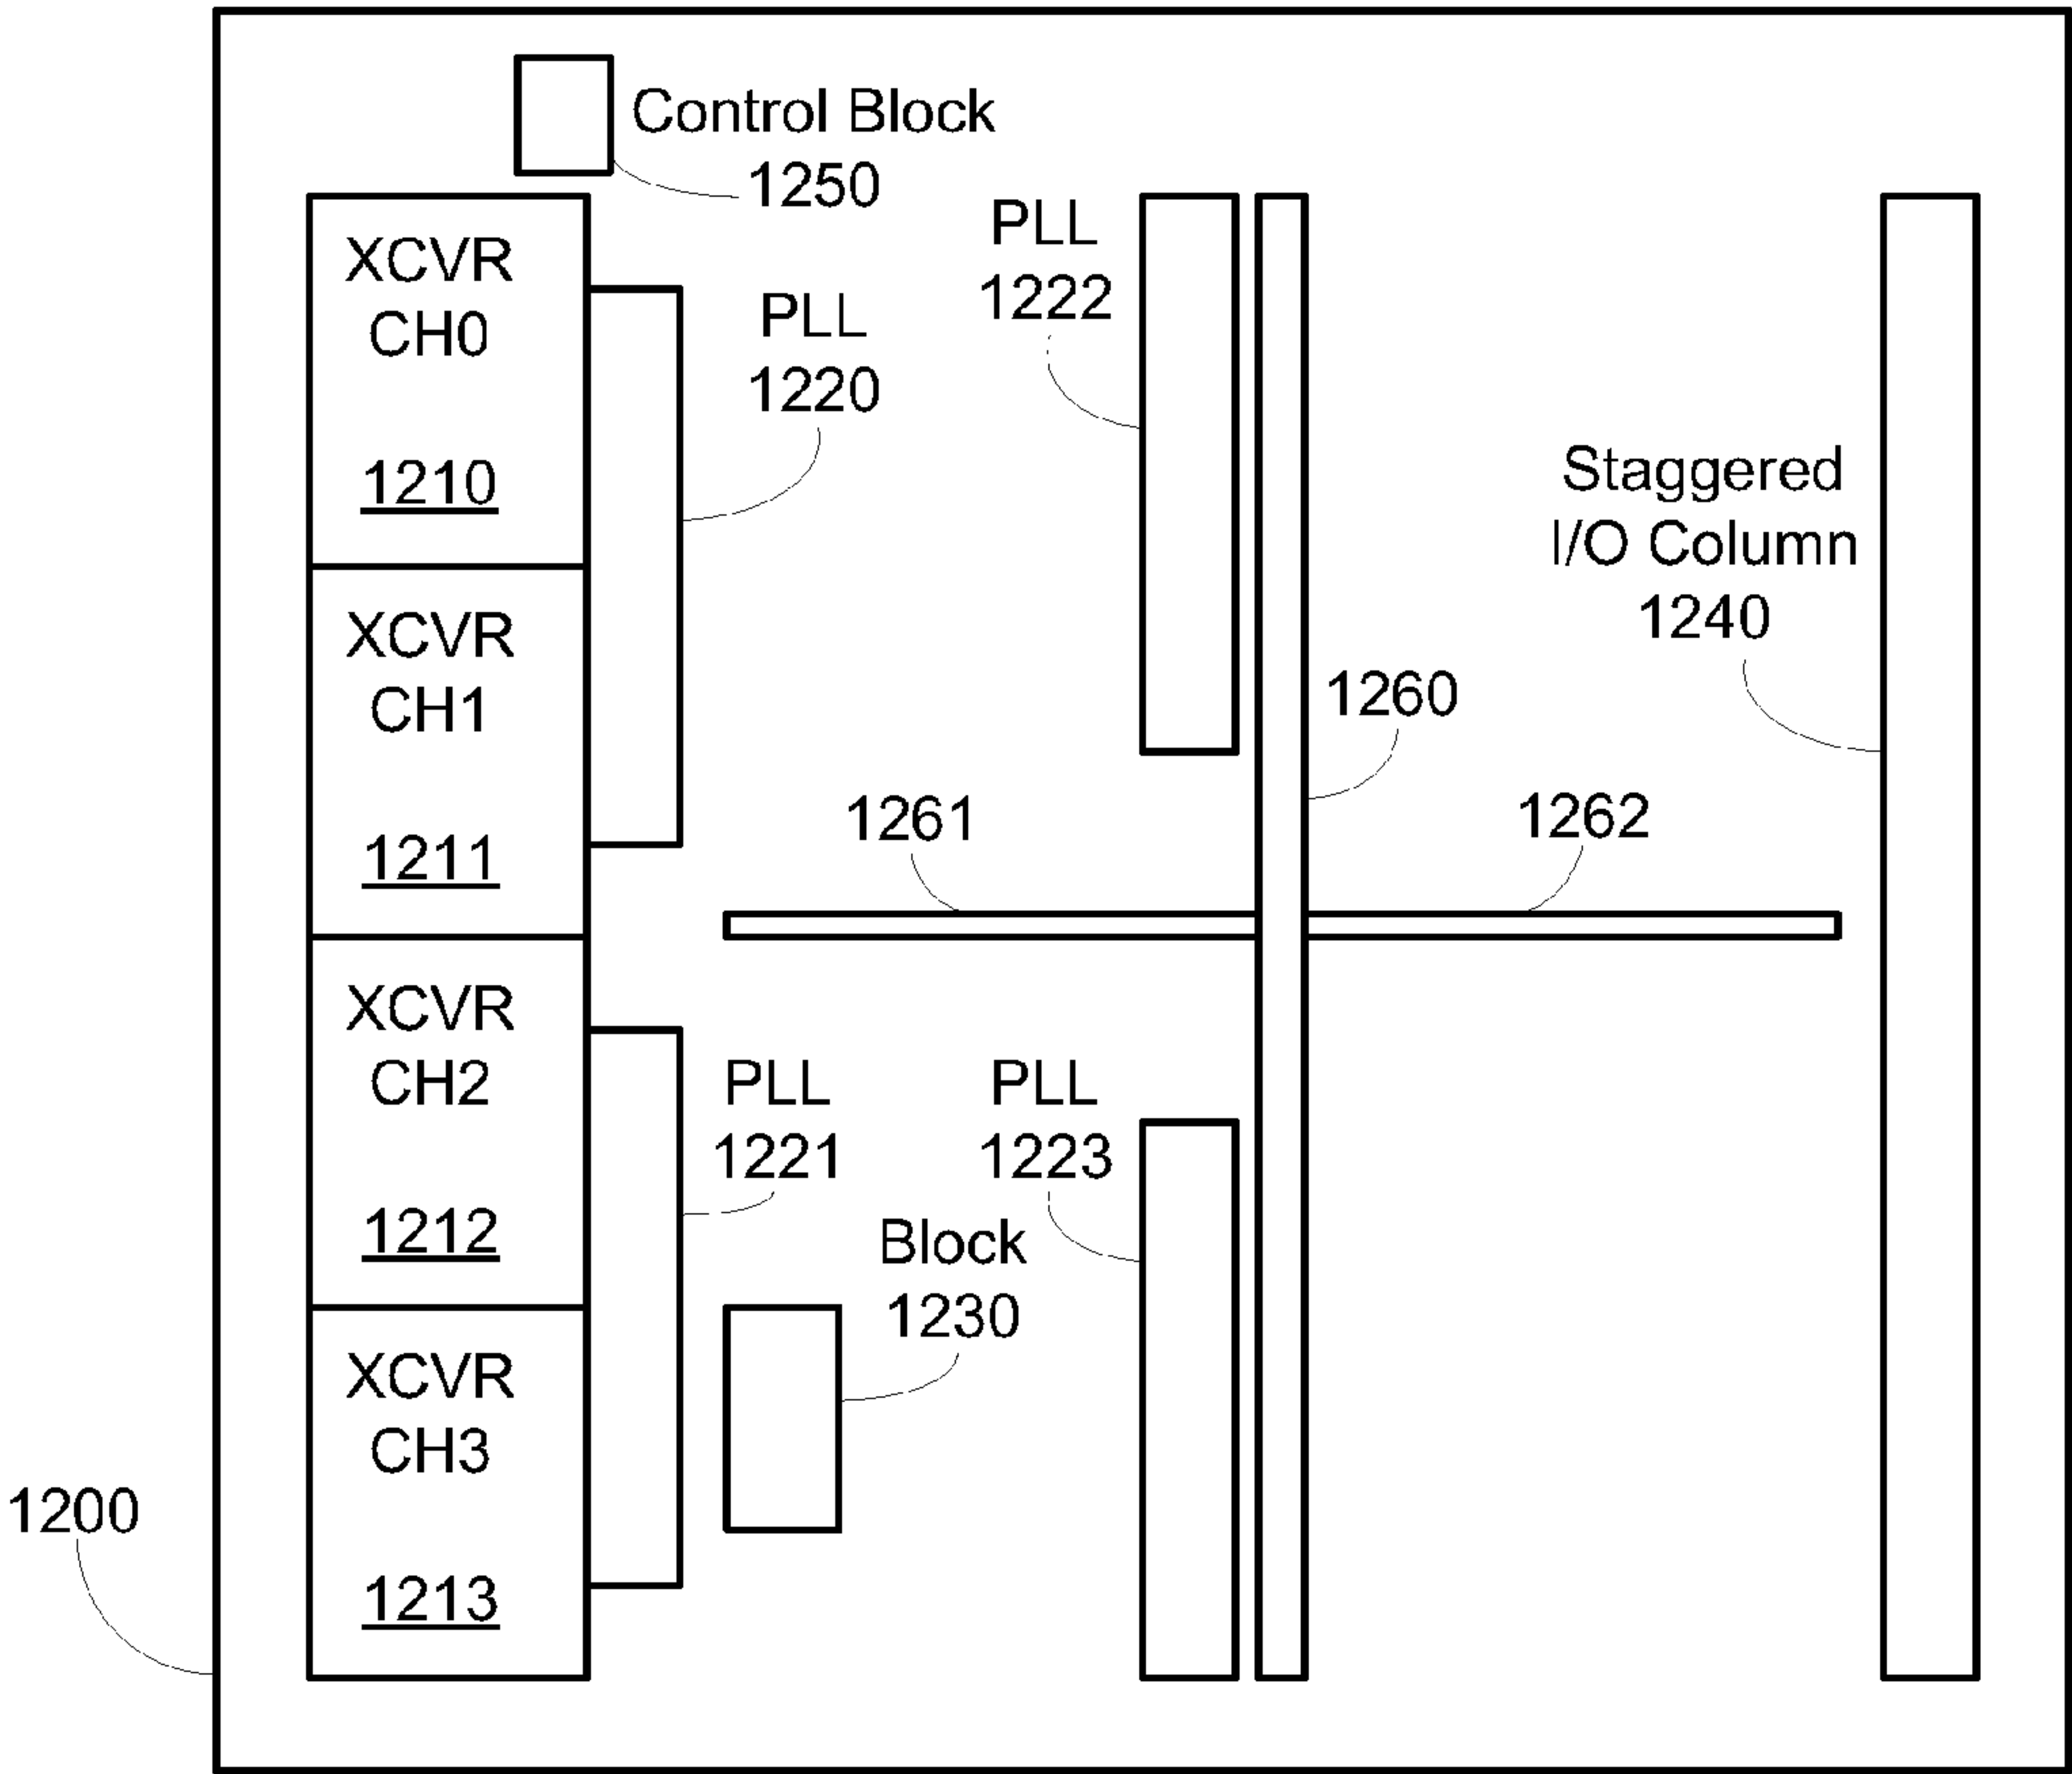 Control Block
1250
XCVR
CH0
1210
PLL
1220
PLL
1222
Staggered
I/O Column
1240
XCVR
CH1
1211
1260
1261
1262
XCVR
CH2
1212
PLL
1221
PLL
1223
Block
1230
XCVR
CH3
1213
1200